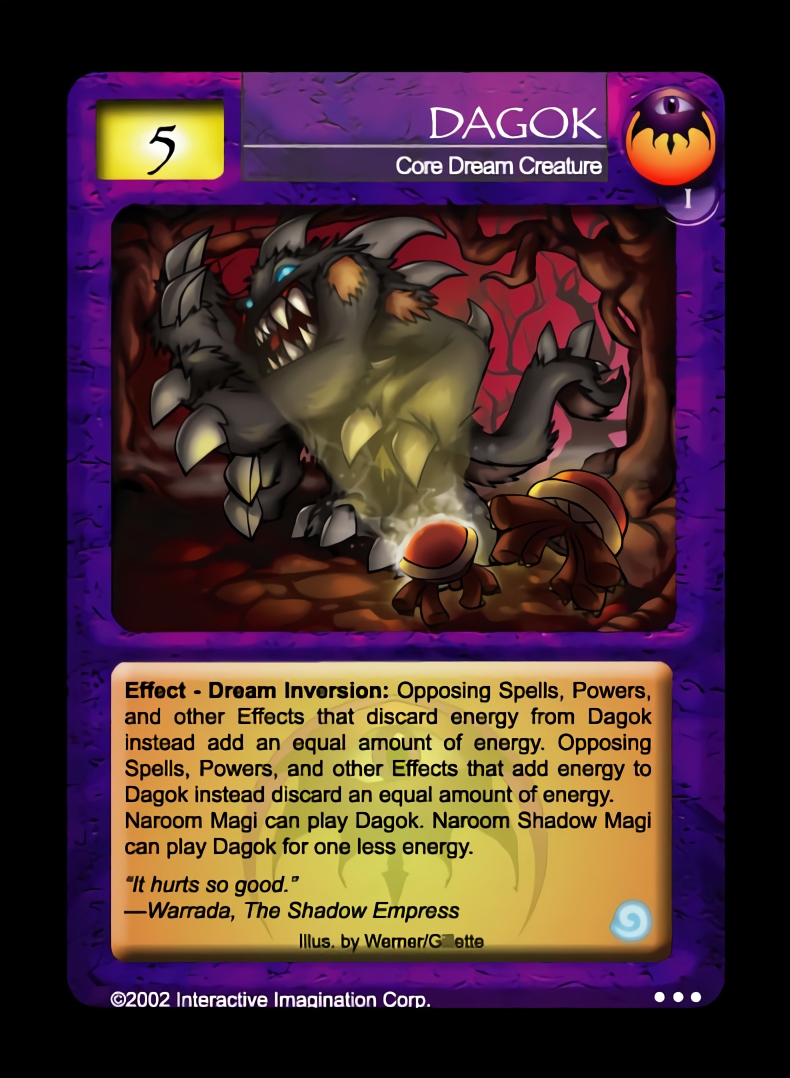 5
DAGOK
Core Dream Creature
I
Effect - Dream Inversion: Opposing Spells, Powers,
and other Effects that discard energy from Dagok
instead add an equal amount of energy. Opposing
Spells, Powers, and other Effects that add energy to
Dagok instead discard an equal amount of energy.
Naroom Magi can play Dagok. Naroom Shadow Magi
can play Dagok for one less energy.
"It hurts so good."
—Warrada, The Shadow Empress
Illus. by Werner/Gillette
©2002 Interactive Imagination Corp.